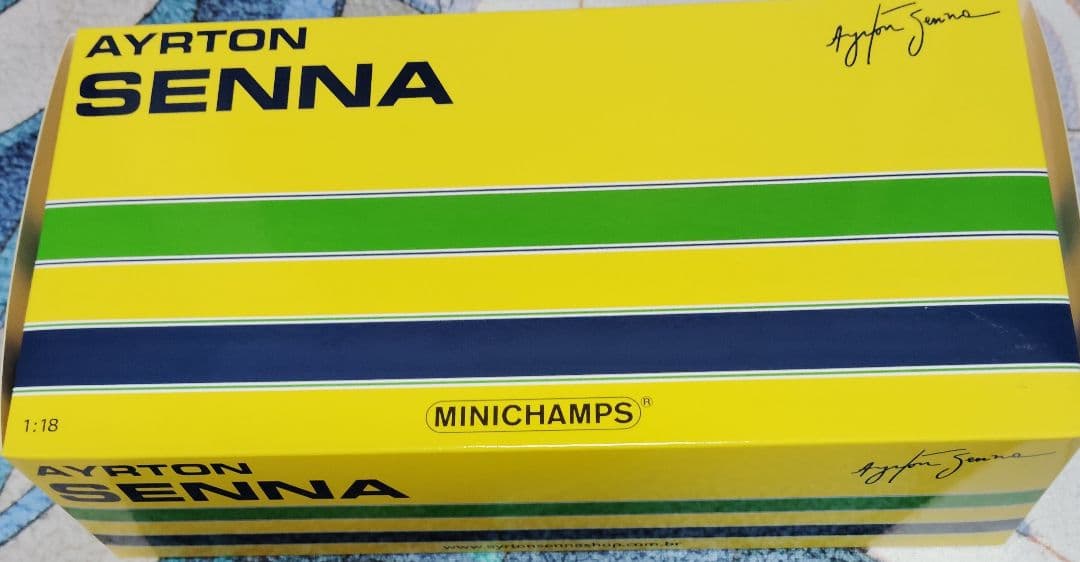 AYRTON
SENNA
Ayrton Senna
1:18
MINICHAMPS®
AYRTON
SENNA
Ayrton Senna
www.ayrtonsennashop.com.br